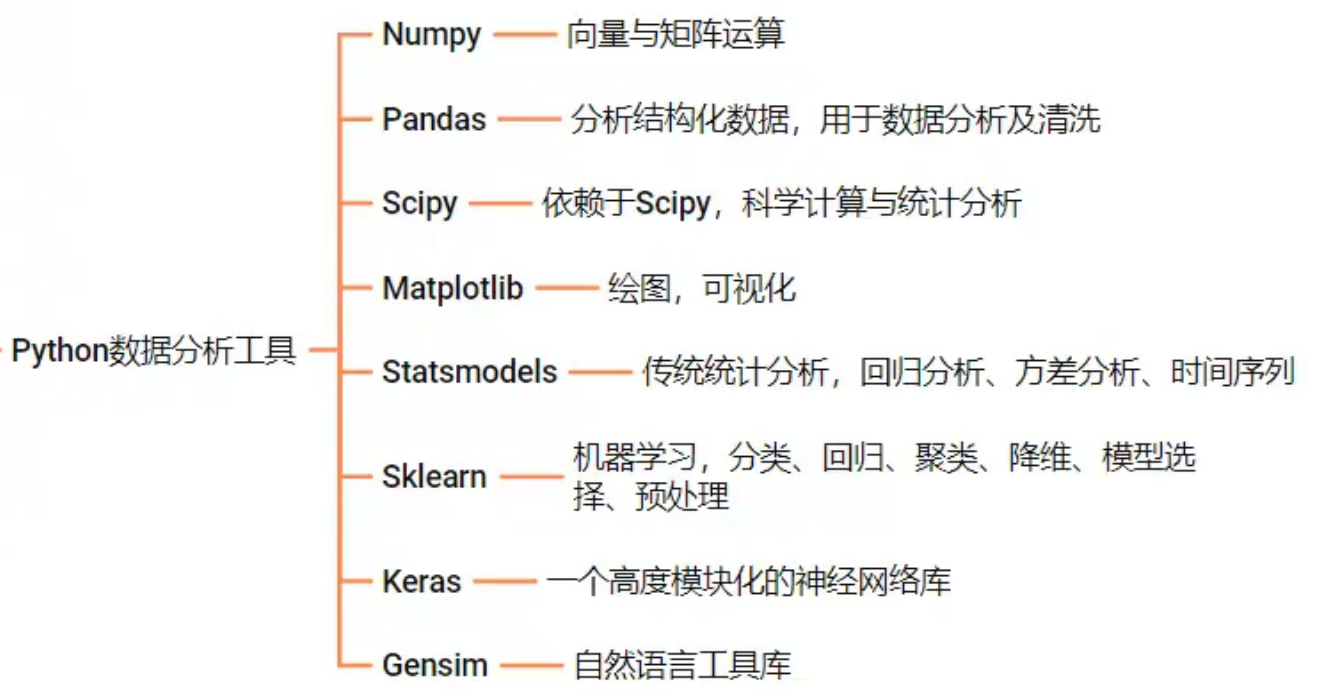 Numpy 向量与矩阵运算
Pandas 分析结构化数据，用于数据分析及清洗
Scipy 依赖于Scipy，科学计算与统计分析
Matplotlib 绘图，可视化
Python数据分析工具
Statsmodels 传统统计分析，回归分析、方差分析、时间序列
Sklearn 机器学习，分类、回归、聚类、降维、模型选
择、预处理
Keras 一个高度模块化的神经网络库
Gensim 自然语言工具库